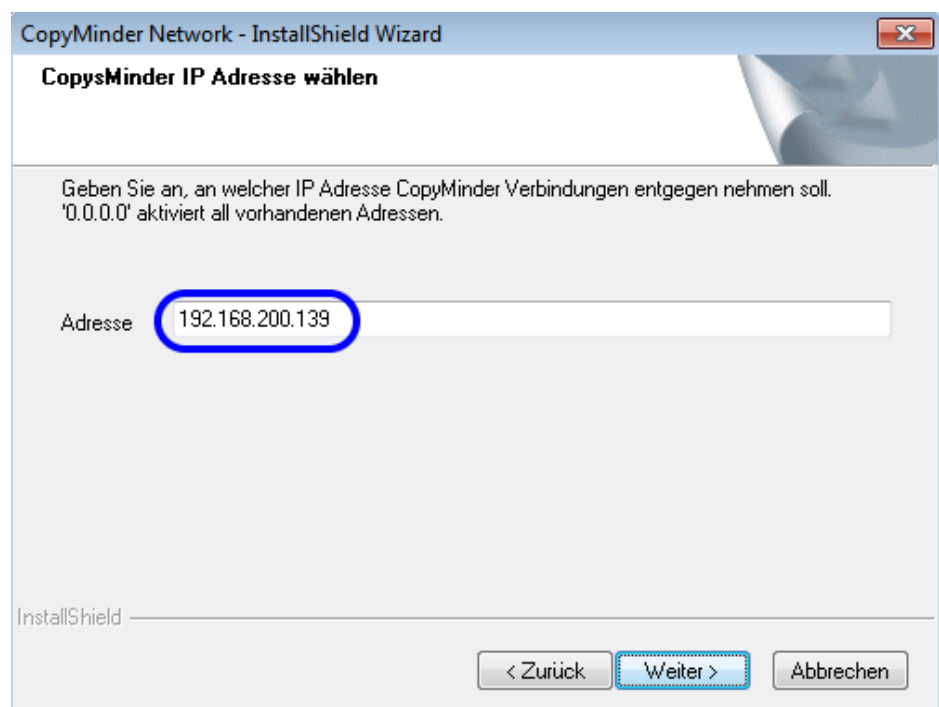 CopyMinder Network - InstallShield Wizard
CopysMinder IP Adresse wählen
Geben Sie an, an welcher IP Adresse CopyMinder Verbindungen entgegen nehmen soll.
'0.0.0.0' aktiviert all vorhandenen Adressen.
Adresse 192.168.200.139
InstallShield
< Zurück Weiter > Abbrechen